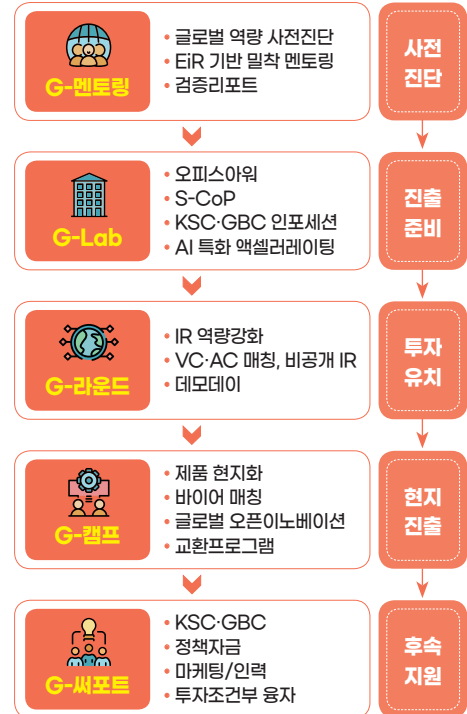 G-멘토링
• 글로벌 역량 사전진단
• EiR 기반 밀착 멘토링
• 검증리포트
사전
진단
G-Lab
• 오피스아워
• S-CoP
• KSC·GBC 인포세션
• AI 특화 액셀러레이팅
진출
준비
G-라운드
• IR 역량강화
• VC·AC 매칭, 비공개 IR
• 데모데이
투자
유치
G-캠프
• 제품 현지화
• 바이어 매칭
• 글로벌 오픈이노베이션
• 교환프로그램
현지
진출
G-써포트
• KSC·GBC
• 정책자금
• 마케팅/인력
• 투자조건부 융자
후속
지원